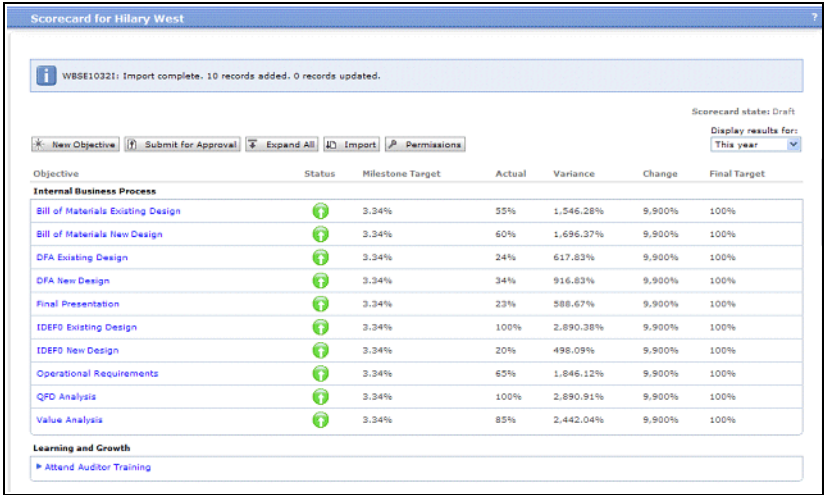 Scorecard for Hilary West ?
WBSE1032I: Import complete. 10 records added. 0 records updated.
Scorecard state: Draft
Display results for:
New Objective Submit for Approval Expand All Import Permissions This year
Objective Status Milestone Target Actual Variance Change Final Target
Internal Business Process
Bill of Materials Existing Design 3.34% 55% 1,546.28% 9,900% 100%
Bill of Materials New Design 3.34% 60% 1,696.37% 9,900% 100%
DFA Existing Design 3.34% 24% 617.83% 9,900% 100%
DFA New Design 3.34% 34% 916.83% 9,900% 100%
Final Presentation 3.34% 23% 588.67% 9,900% 100%
IDEF0 Existing Design 3.34% 100% 2,890.38% 9,900% 100%
IDEF0 New Design 3.34% 20% 498.09% 9,900% 100%
Operational Requirements 3.34% 65% 1,846.12% 9,900% 100%
QFD Analysis 3.34% 100% 2,890.91% 9,900% 100%
Value Analysis 3.34% 85% 2,442.04% 9,900% 100%
Learning and Growth
Attend Auditor Training